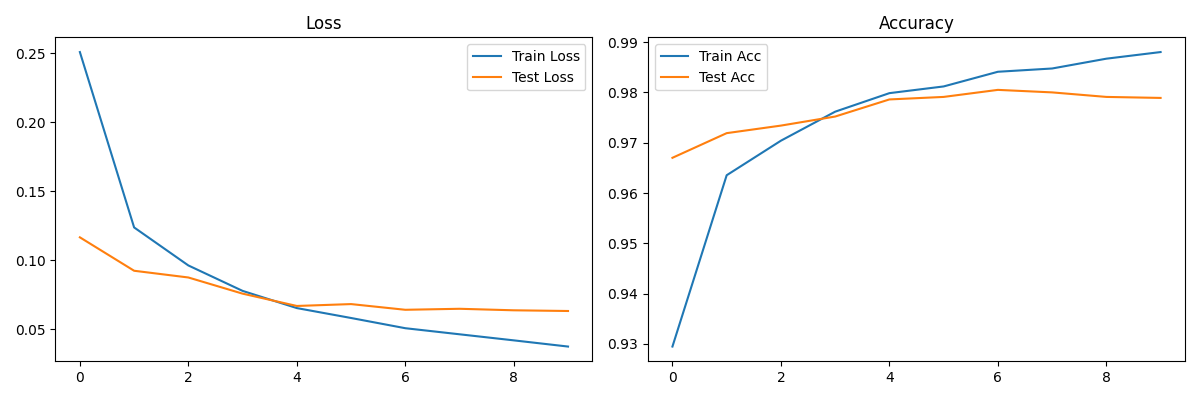 Loss
0.25
0.20
0.15
0.10
0.05
0 2 4 6 8
Train Loss
Test Loss
Accuracy
0.99
0.98
0.97
0.96
0.95
0.94
0.93
0 2 4 6 8
Train Acc
Test Acc